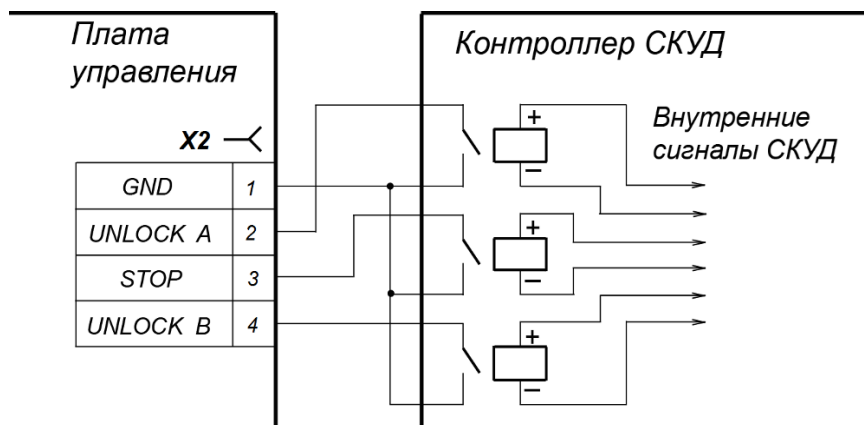 Плата
управления
Контроллер СКУД
X2
GND 1
UNLOCK A 2
STOP 3
UNLOCK B 4
+
−
+
−
+
−
Внутренние
сигналы СКУД